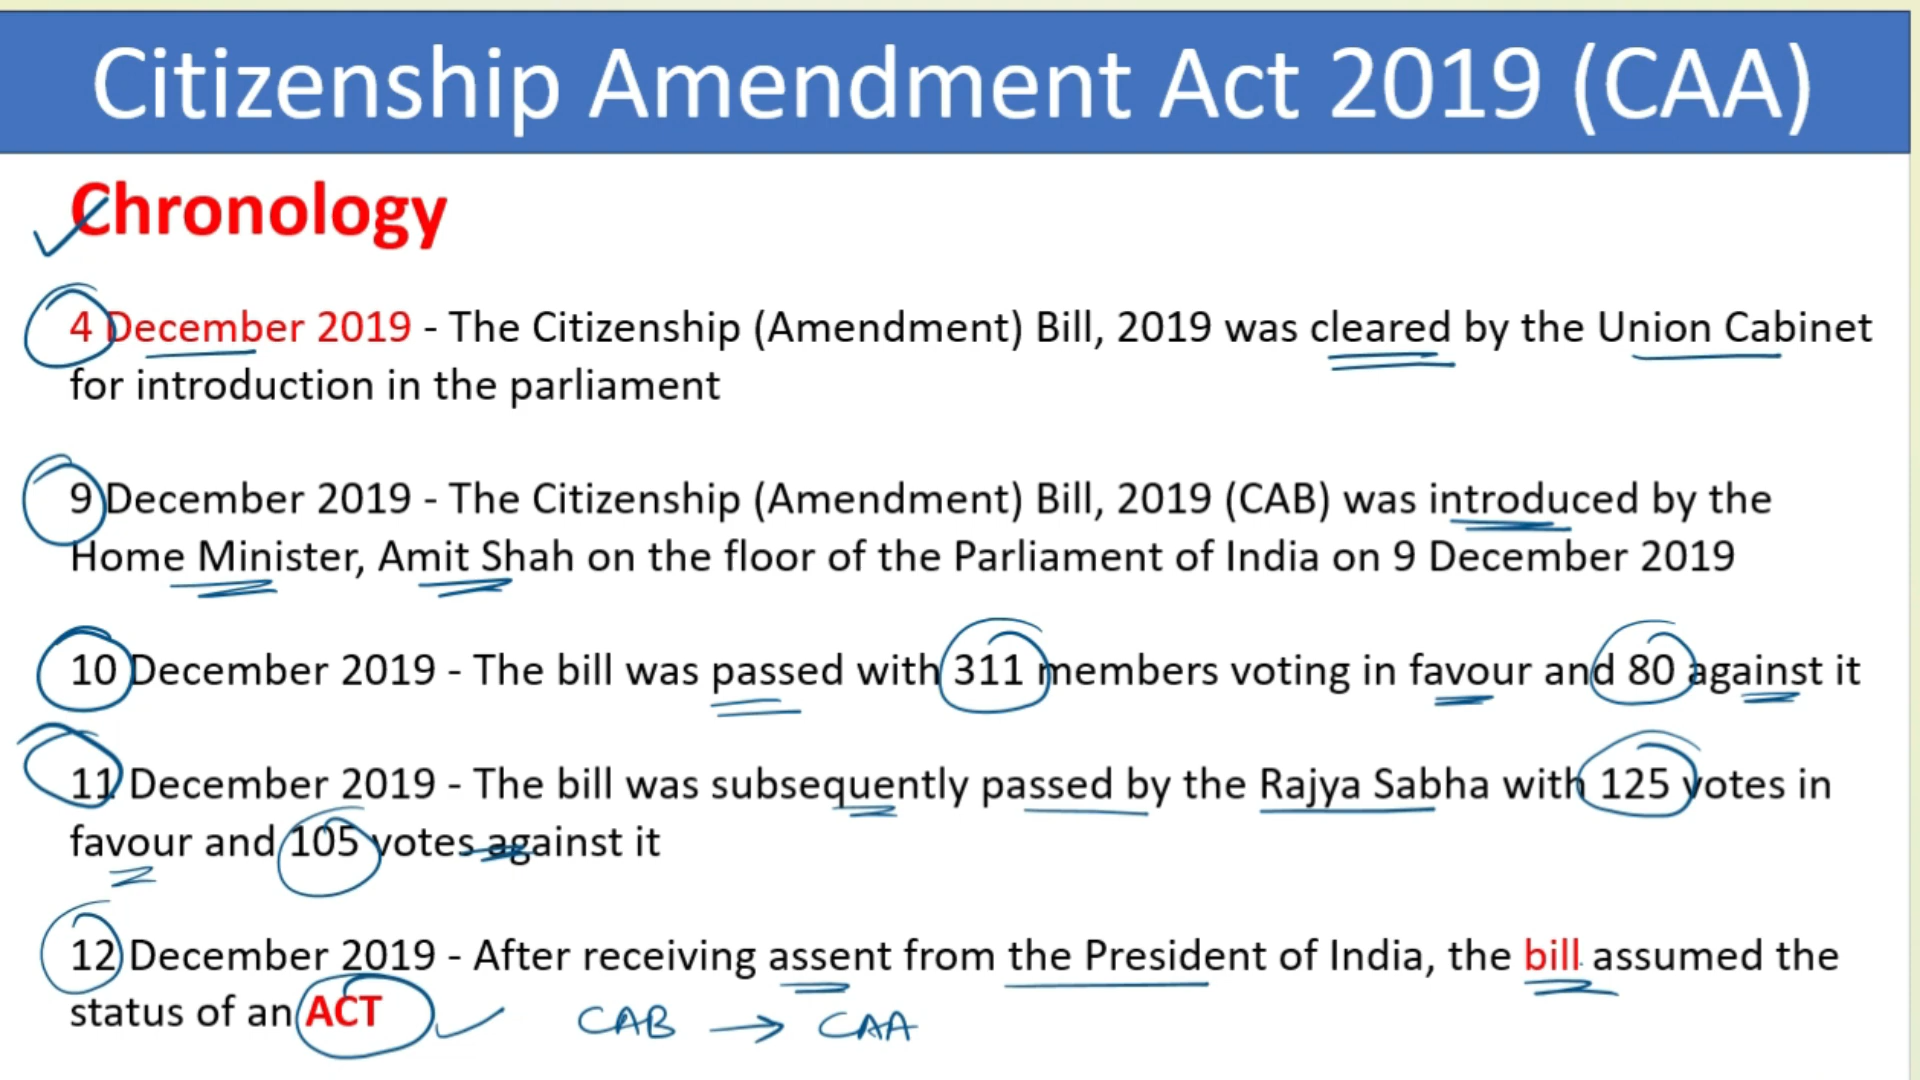 Citizenship Amendment Act 2019 (CAA)
Chronology
4 December 2019 - The Citizenship (Amendment) Bill, 2019 was cleared by the Union Cabinet
for introduction in the parliament
9 December 2019 - The Citizenship (Amendment) Bill, 2019 (CAB) was introduced by the
Home Minister, Amit Shah on the floor of the Parliament of India on 9 December 2019
10 December 2019 - The bill was passed with 311 members voting in favour and 80 against it
11 December 2019 - The bill was subsequently passed by the Rajya Sabha with 125 votes in
favour and 105 votes against it
12 December 2019 - After receiving assent from the President of India, the bill assumed the
status of an ACT
CAB → CAA